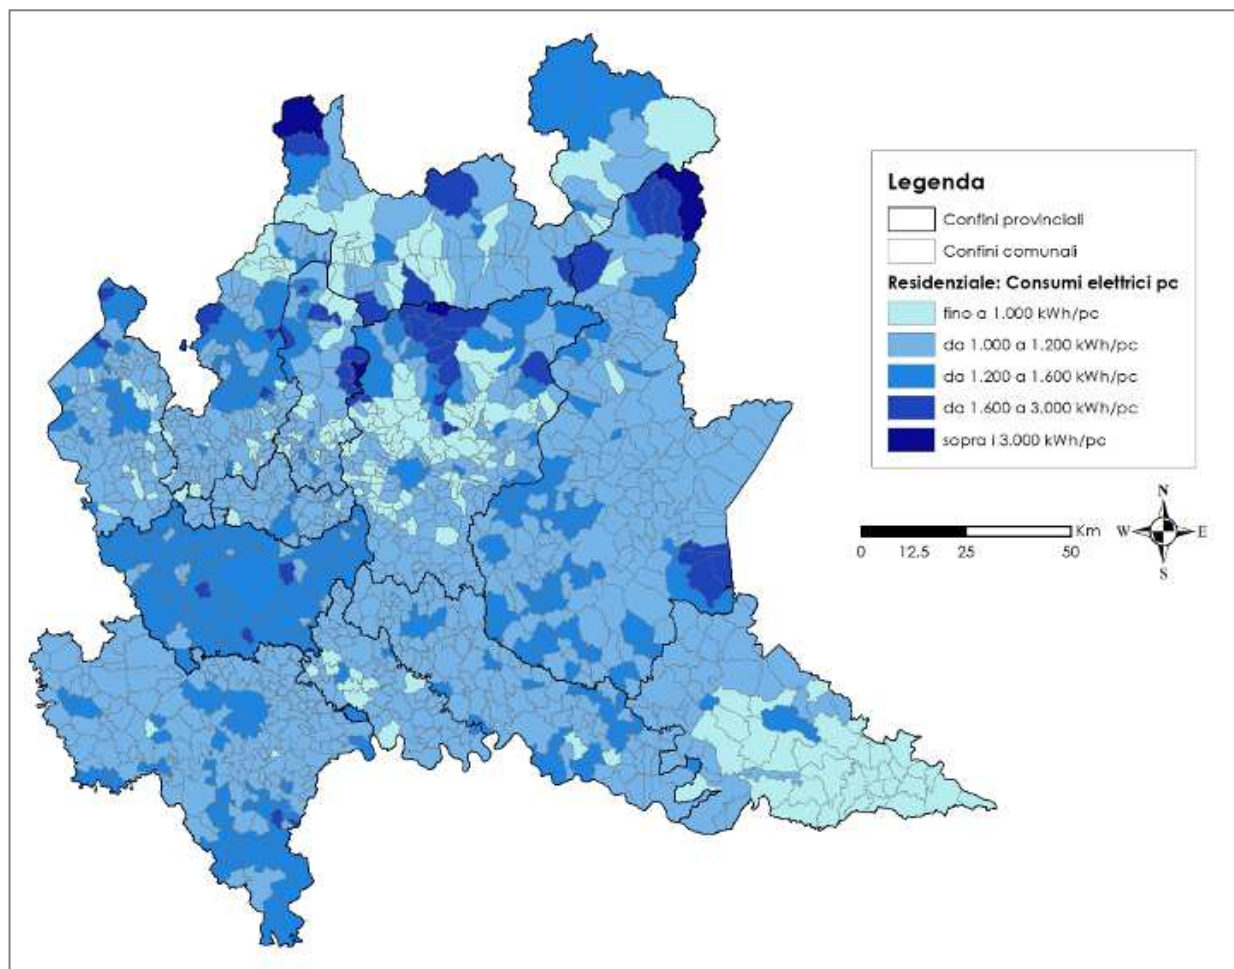 Legenda
Confini provinciali
Confini comunali
Residenziale: Consumi elettrici pc
fino a 1.000 kWh/pc
da 1.000 a 1.200 kWh/pc
da 1.200 a 1.600 kWh/pc
da 1.600 a 3.000 kWh/pc
sopra i 3.000 kWh/pc
N
W E
S
Km
0 12,5 25 50